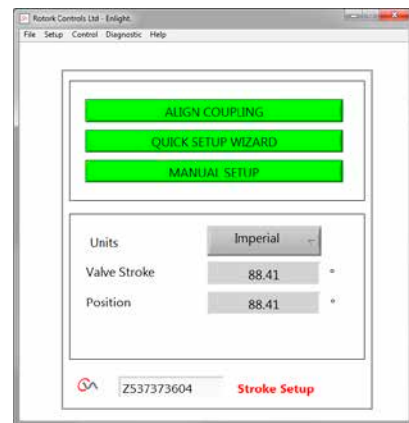 Rotork Controls Ltd - Enlight.
File Setup Control Diagnostic Help
ALIGN COUPLING
QUICK SETUP WIZARD
MANUAL SETUP
Units Imperial
Valve Stroke 88.41 °
Position 88.41 °
Z537373604 Stroke Setup